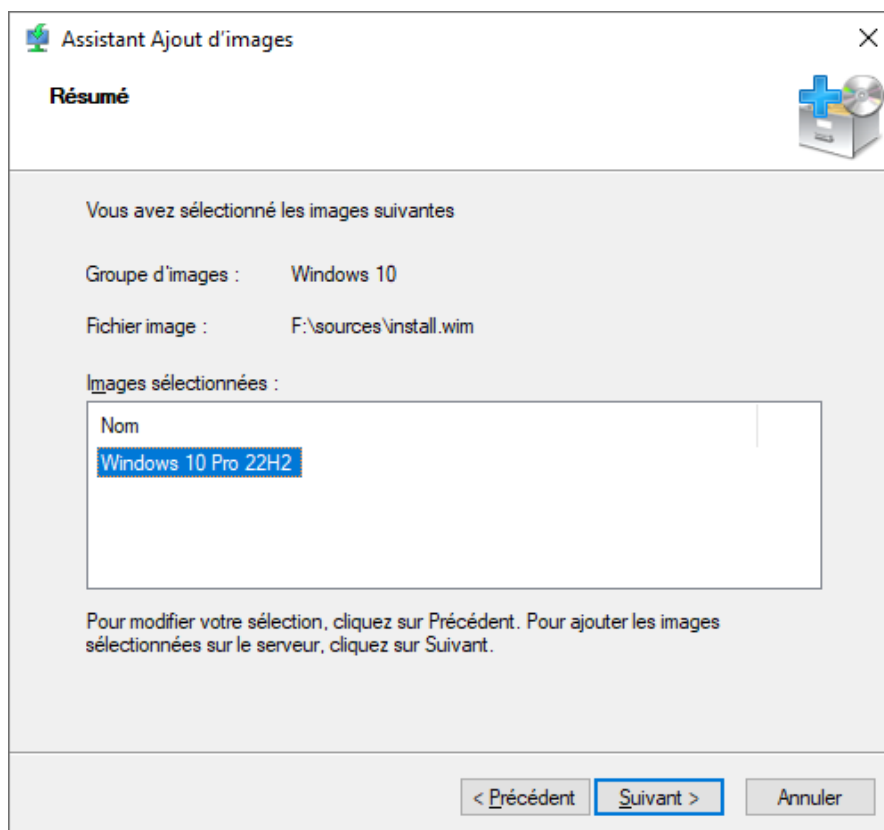 Assistant Ajout d'images
Résumé
Vous avez sélectionné les images suivantes
Groupe d'images : Windows 10
Fichier image : F:\sources\install.wim
Images sélectionnées :
Nom
Windows 10 Pro 22H2
Pour modifier votre sélection, cliquez sur Précédent. Pour ajouter les images
sélectionnées sur le serveur, cliquez sur Suivant.
< Précédent Suivant > Annuler